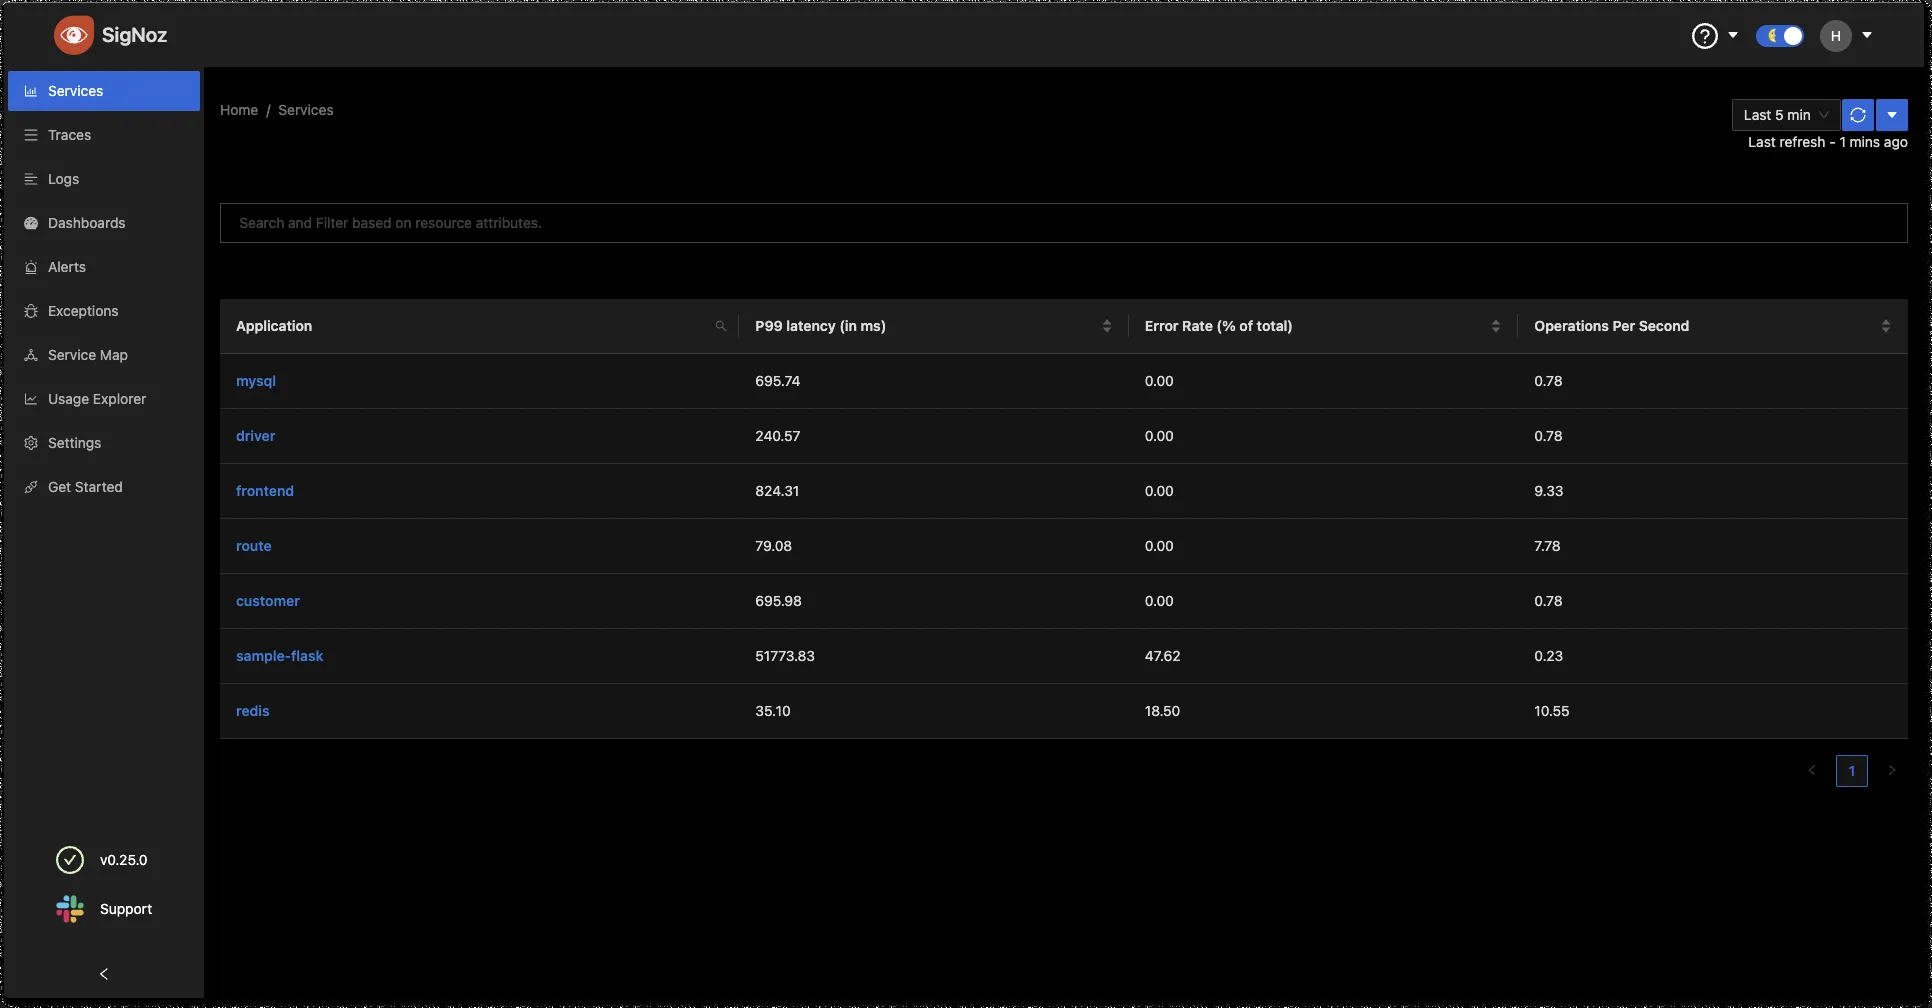 SigNoz
H
Services
Traces
Logs
Dashboards
Alerts
Exceptions
Service Map
Usage Explorer
Settings
Get Started
v0.25.0
Support
Home / Services
Last 5 min
Last refresh - 1 mins ago
Search and Filter based on resource attributes.
Application P99 latency (in ms) Error Rate (% of total) Operations Per Second
mysql 695.74 0.00 0.78
driver 240.57 0.00 0.78
frontend 824.31 0.00 9.33
route 79.08 0.00 7.78
customer 695.98 0.00 0.78
sample-flask 51773.83 47.62 0.23
redis 35.10 18.50 10.55
1